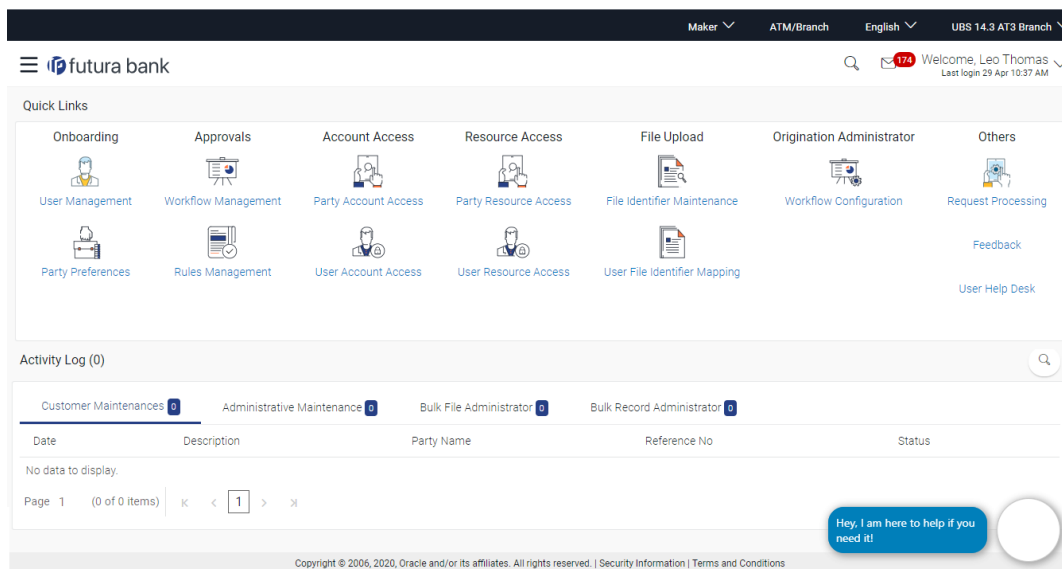 Maker ATM/Branch English UBS 14.3 AT3 Branch
futura bank 174 Welcome, Leo Thomas
Last login 29 Apr 10:37 AM
Quick Links
Onboarding Approvals Account Access Resource Access File Upload Origination Administrator Others
User Management Workflow Management Party Account Access Party Resource Access File Identifier Maintenance Workflow Configuration Request Processing
Feedback
Party Preferences Rules Management User Account Access User Resource Access User File Identifier Mapping
User Help Desk
Activity Log (0)
Customer Maintenances 0 Administrative Maintenance 0 Bulk File Administrator 0 Bulk Record Administrator 0
Date Description Party Name Reference No Status
No data to display.
Page 1 (0 of 0 items) 1
Hey, I am here to help if you
need it!
Copyright © 2006, 2020, Oracle and/or its affiliates. All rights reserved. | Security Information | Terms and Conditions